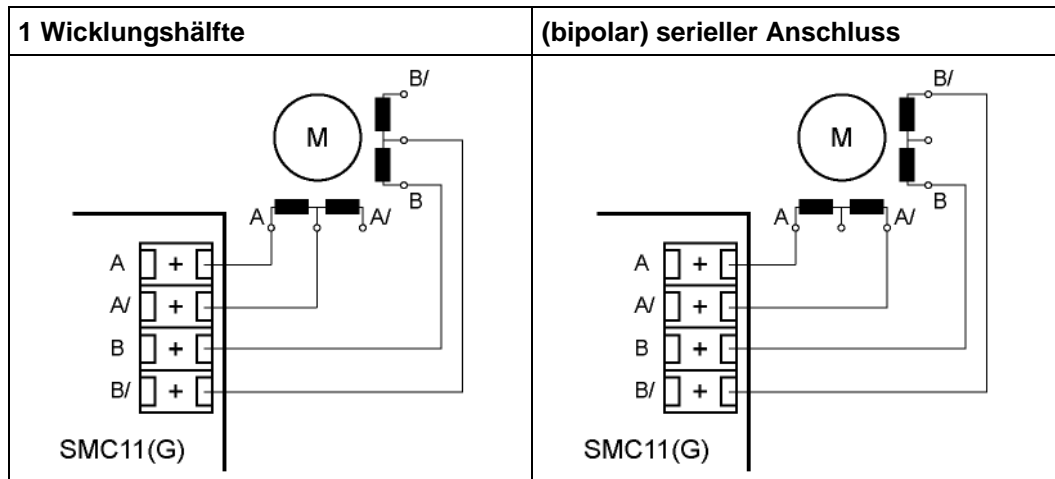 1 Wicklungshälfte
(bipolar) serieller Anschluss
B/
M
B
A
A/
A
+
A/
+
B
+
B/
+
SMC11(G)
B/
M
B
A
A/
A
+
A/
+
B
+
B/
+
SMC11(G)